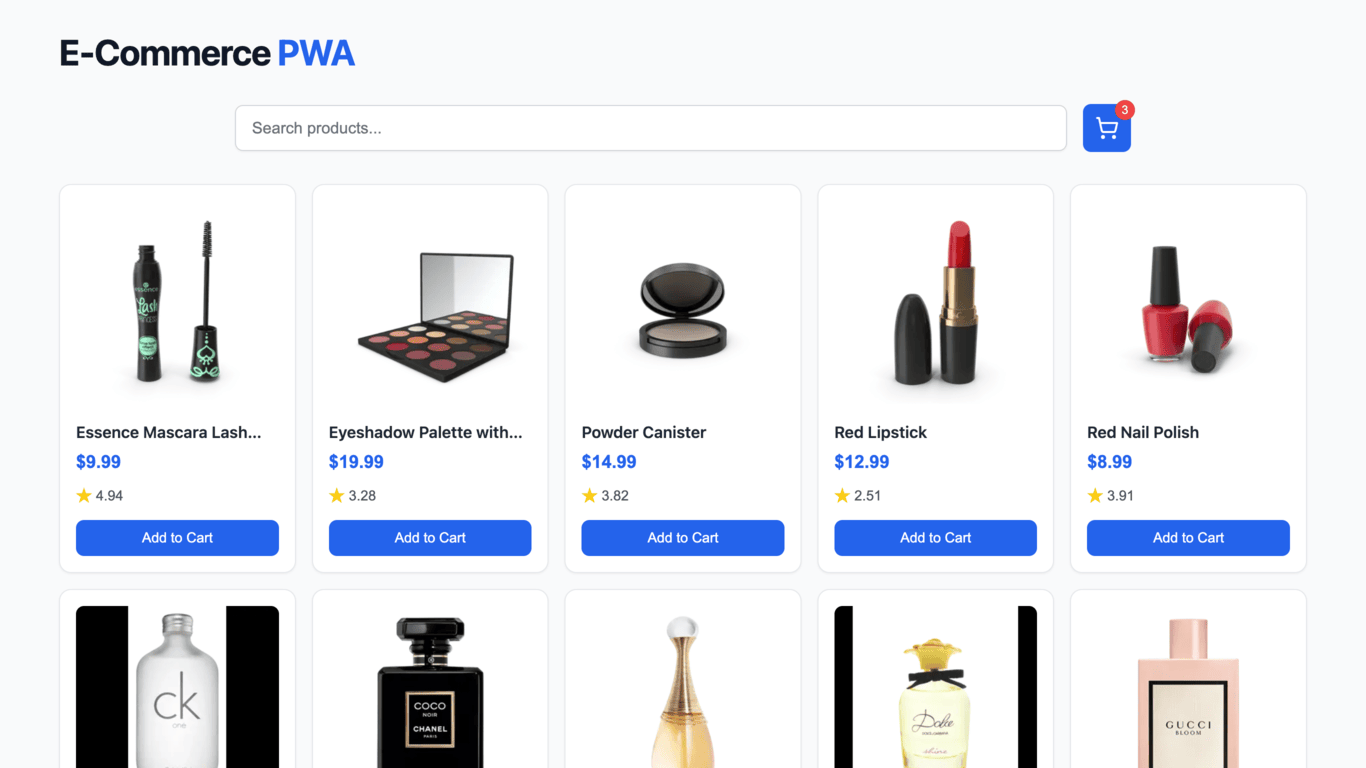 E-Commerce PWA
Search products...
3
essence
Lash
Essence Mascara Lash...
$9.99
4.94
Add to Cart
Eyeshadow Palette with...
$19.99
3.28
Add to Cart
Powder Canister
$14.99
3.82
Add to Cart
Red Lipstick
$12.99
2.51
Add to Cart
Red Nail Polish
$8.99
3.91
Add to Cart
ck
one
COCO
NOIR
CHANEL
PARIS
Dolce
GUCCI
BLOOM